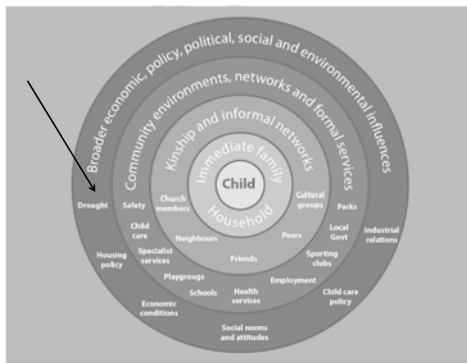 Broader economic, policy, political, social and environmental influences
Community environments, networks and formal services
Kinship and informal networks
Immediate family
Child
Household
Drought
Safety
Church
members
Cultural
groups
Parks
Child
care
Neighbours
Peers
Local
Govt
Industrial
relations
Housing
policy
Specialist
services
Friends
Sporting
clubs
Playgroups
Schools
Health
services
Employment
Child care
policy
Economic
conditions
Social norms
and attitudes